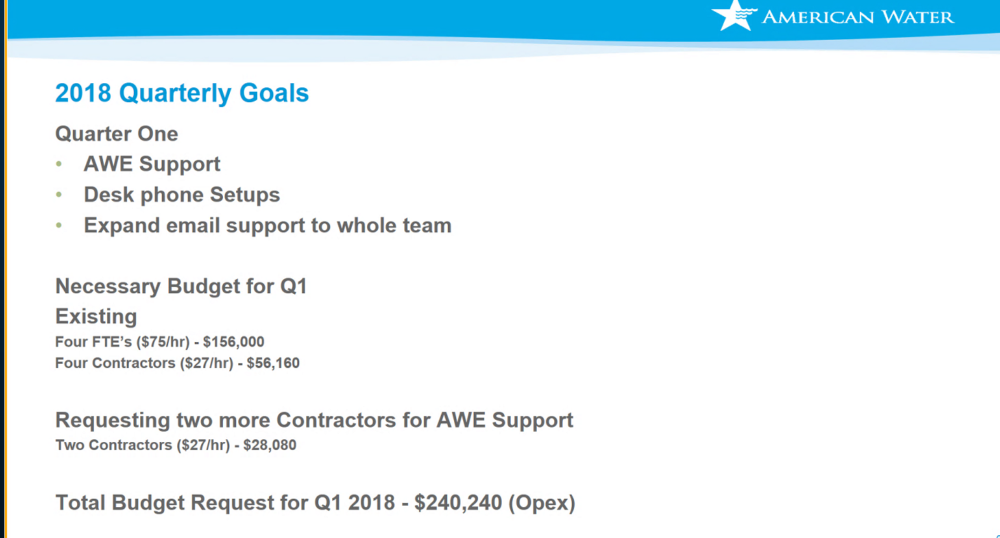 AMERICAN WATER
2018 Quarterly Goals
Quarter One
• AWE Support
• Desk phone Setups
• Expand email support to whole team
Necessary Budget for Q1
Existing
Four FTE’s ($75/hr) - $156,000
Four Contractors ($27/hr) - $56,160
Requesting two more Contractors for AWE Support
Two Contractors ($27/hr) - $28,080
Total Budget Request for Q1 2018 - $240,240 (Opex)